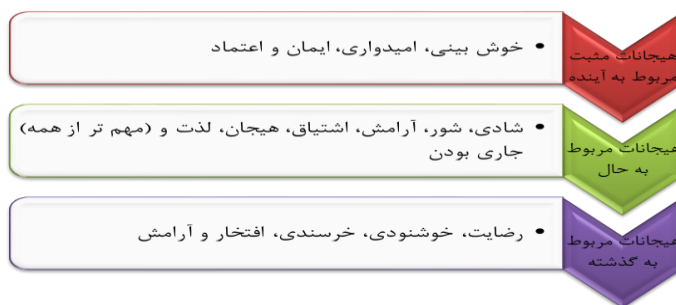 هیجانات مثبت
مربوط به آینده
• خوش بینی، امیدواری، ایمان و اعتماد
هیجانات مربوط
به حال
• شادی، شور، آرامش، اشتیاق، هیجان، لذت و (مهم تر از همه)
جاری بودن
هیجانات مربوط
به گذشته
• رضایت، خوشنودی، خرسندی، افتخار و آرامش